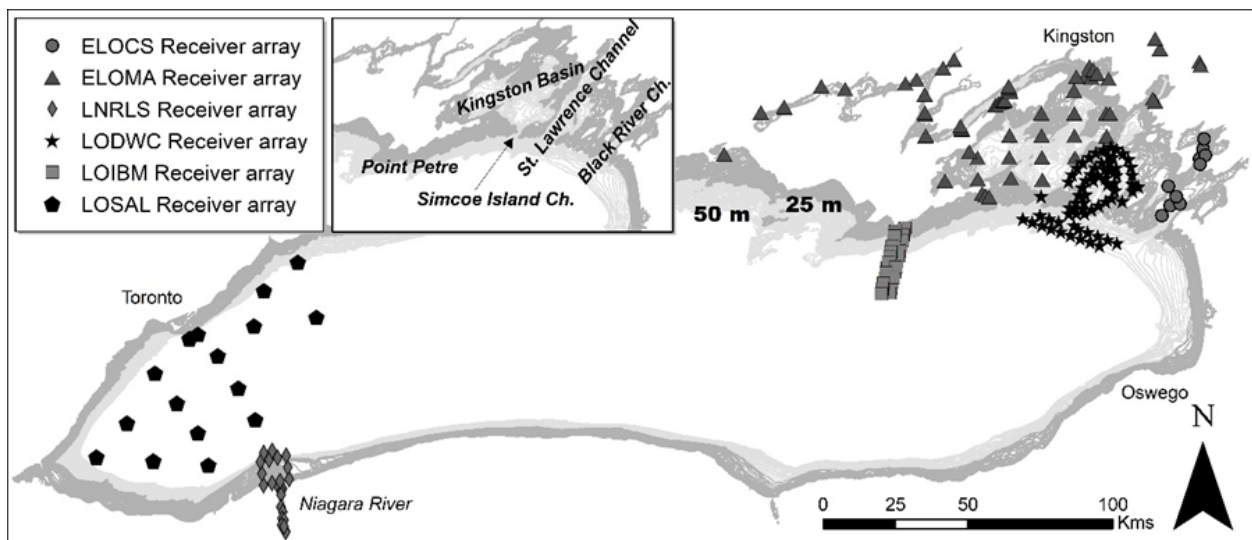 ELOCS Receiver array
ELOMA Receiver array
LNRLS Receiver array
LODWC Receiver array
LOIBM Receiver array
LOSAL Receiver array
Kingston Basin
St. Lawrence Channel
Black River Ch.
Point Petre
Simcoe Island Ch.
Kingston
50 m
25 m
Toronto
Oswego
Niagara River
N
0 25 50 100
Kms